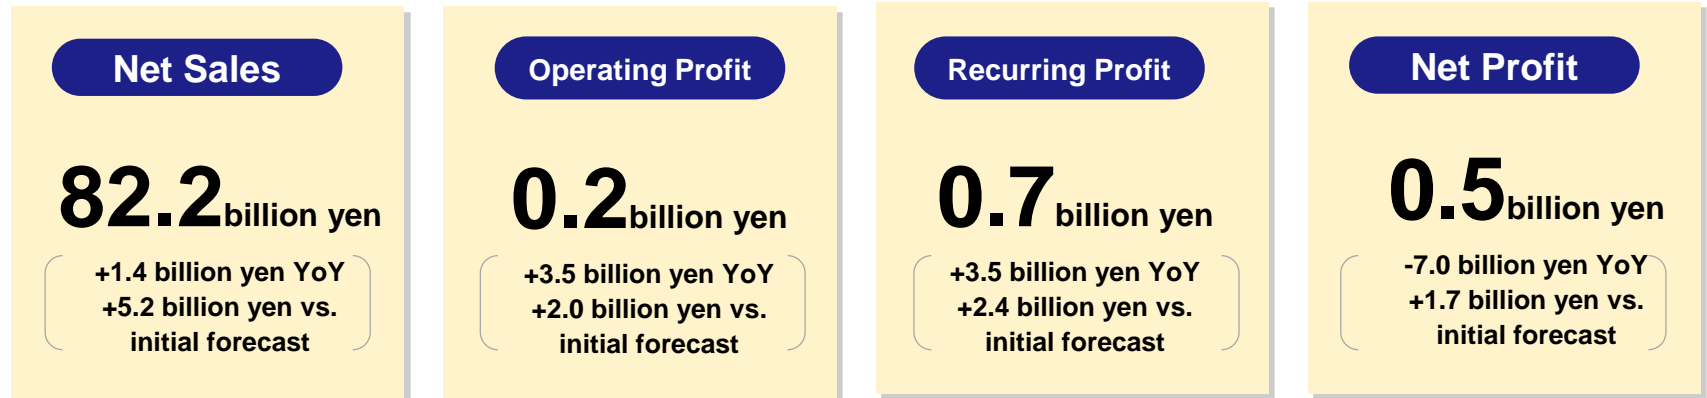 Net Sales
82.2billion yen
+1.4 billion yen YoY
+5.2 billion yen vs.
initial forecast
Operating Profit
0.2billion yen
+3.5 billion yen YoY
+2.0 billion yen vs.
initial forecast
Recurring Profit
0.7billion yen
+3.5 billion yen YoY
+2.4 billion yen vs.
initial forecast
Net Profit
0.5billion yen
-7.0 billion yen YoY
+1.7 billion yen vs.
initial forecast